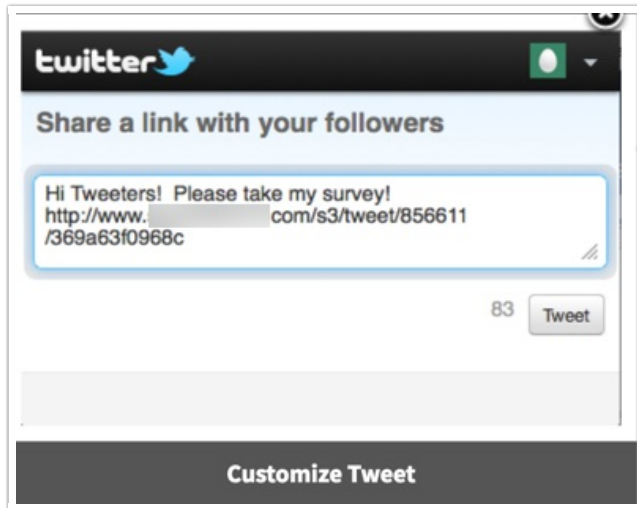 twitter
Share a link with your followers
Hi Tweeters!  Please take my survey!
http://www. com/s3/tweet/856611
/369a63f0968c
83 Tweet
Customize Tweet